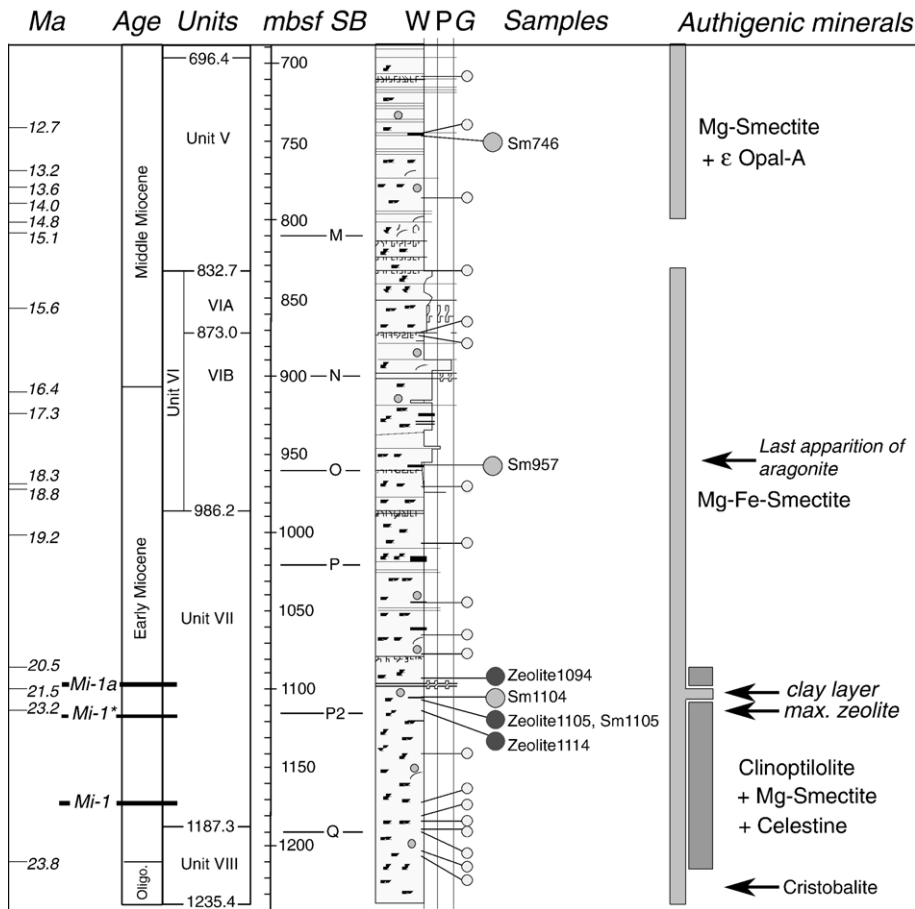 Ma Age Units mbsf SB W P G Samples Authigenic minerals
696.4
700
12.7
Unit V
750
Sm746
Mg-Smectite
+ ε Opal-A
13.2
13.6
14.0
14.8
15.1
800
M
Middle Miocene
832.7
850
VIA
15.6
873.0
Unit VI
VIB
900
N
16.4
17.3
950
O
Sm957
Last apparition of
aragonite
18.3
18.8
986.2
Mg-Fe-Smectite
19.2
1000
P
Early Miocene
1050
Unit VII
20.5
Mi-1a
21.5
23.2
Mi-1*
1100
P2
Zeolite1094
Sm1104
Zeolite1105, Sm1105
Zeolite1114
clay layer
max. zeolite
1150
Clinoptilolite
+ Mg-Smectite
+ Celestine
Mi-1
1187.3
Q
1200
23.8
Oligo.
Unit VIII
1235.4
Cristobalite